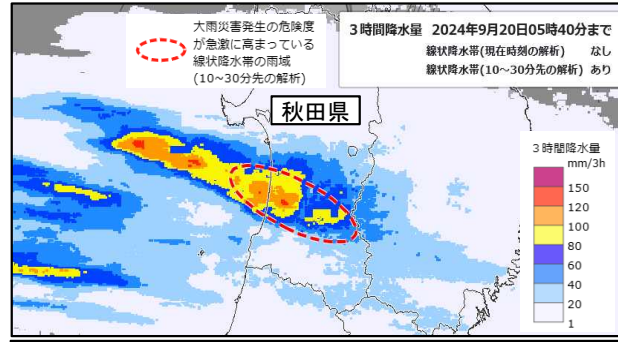 大雨災害発生の危険度
が急激に高まっている
線状降水帯の雨域
(10~30分先の解析)
3時間降水量 2024年9月20日05時40分まで
線状降水帯(現在時刻の解析) なし
線状降水帯(10～30分先の解析) あり
秋田県
3時間降水量
mm/3h
150
120
100
80
60
40
20
1